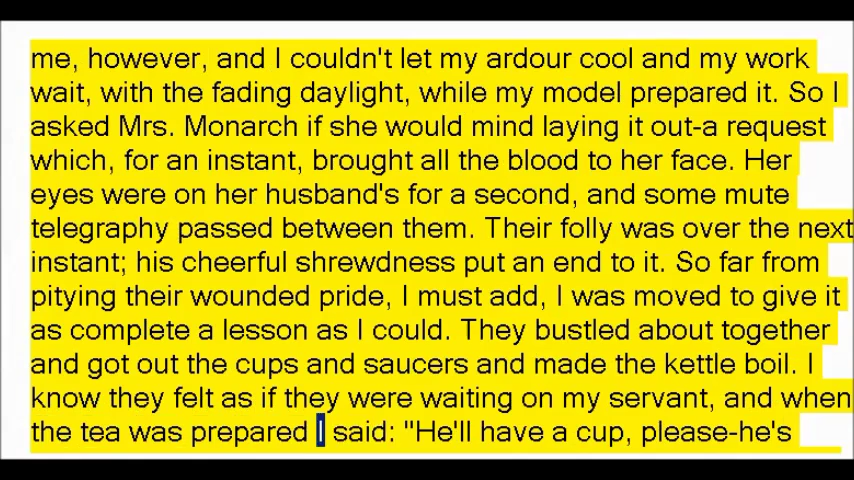 me, however, and I couldn't let my ardour cool and my work
wait, with the fading daylight, while my model prepared it. So I
asked Mrs. Monarch if she would mind laying it out-a request
which, for an instant, brought all the blood to her face. Her
eyes were on her husband's for a second, and some mute
telegraphy passed between them. Their folly was over the next
instant; his cheerful shrewdness put an end to it. So far from
pitying their wounded pride, I must add, I was moved to give it
as complete a lesson as I could. They bustled about together
and got out the cups and saucers and made the kettle boil. I
know they felt as if they were waiting on my servant, and when
the tea was prepared I said: "He'll have a cup, please-he's